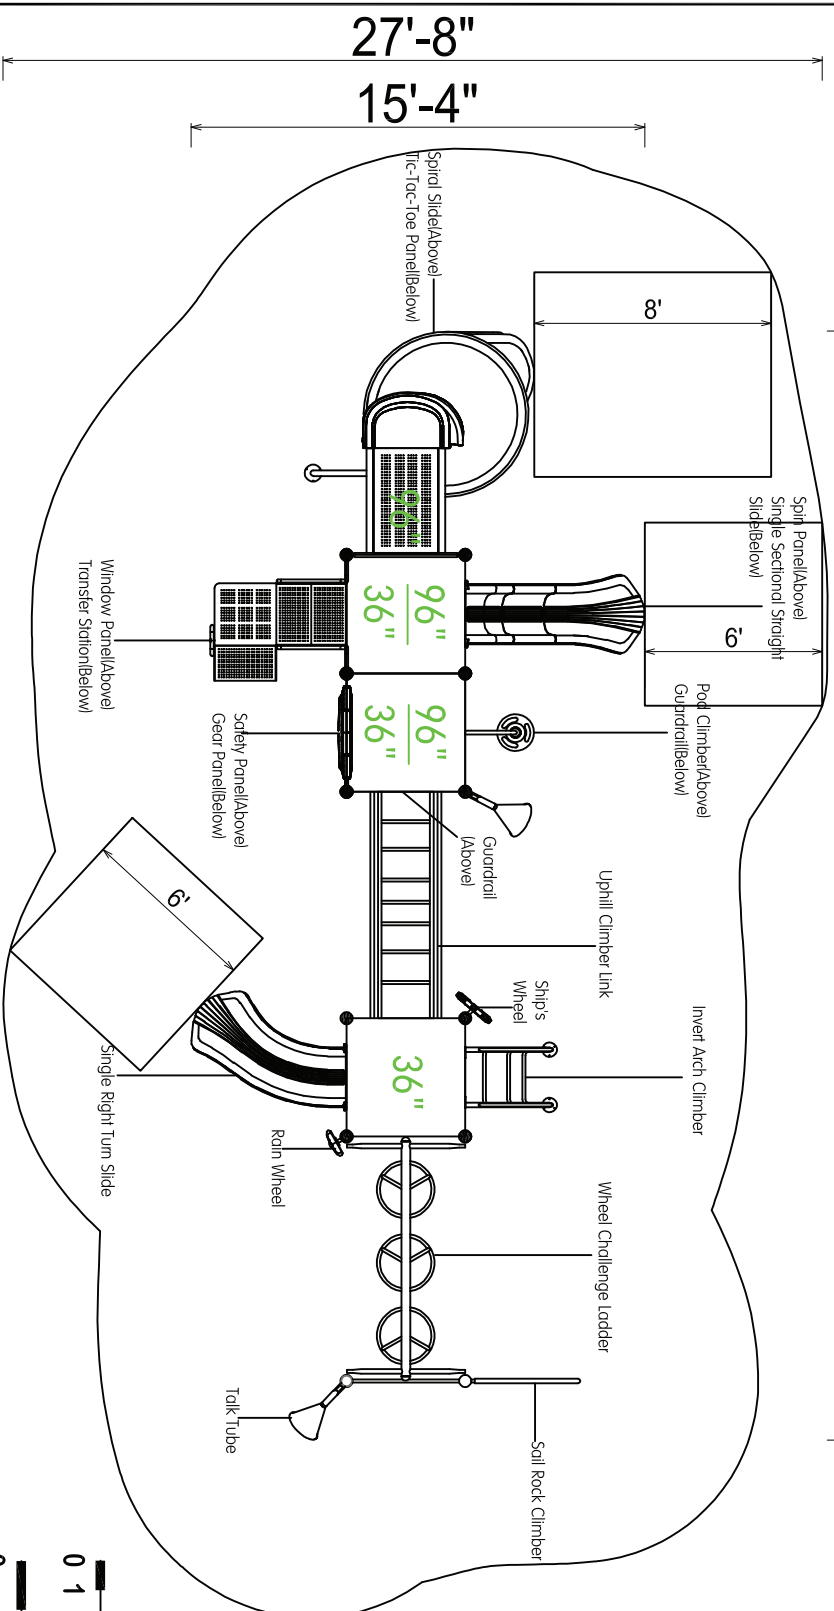 27'-8"
15'-4"
Spiral Slide(Above)
Tic-Tac-Toe Panel(Below)
8'
Spin Panel(Above)
Single Sectional Straight
Slide(Below)
96"
96"
36"
6'
Window Panel(Above)
Transfer Station(Below)
Pod Climber(Above)
Guardrail(Below)
96"
36"
Safety Panel(Above)
Gear Panel(Below)
Guardrail
(Above)
Uphill Climber Link
6'
Ship's
Wheel
Invert Arch Climber
36"
Single Right Turn Slide
Rain Wheel
Wheel Challenge Ladder
Talk Tube
Sail Rock Climber
0 1